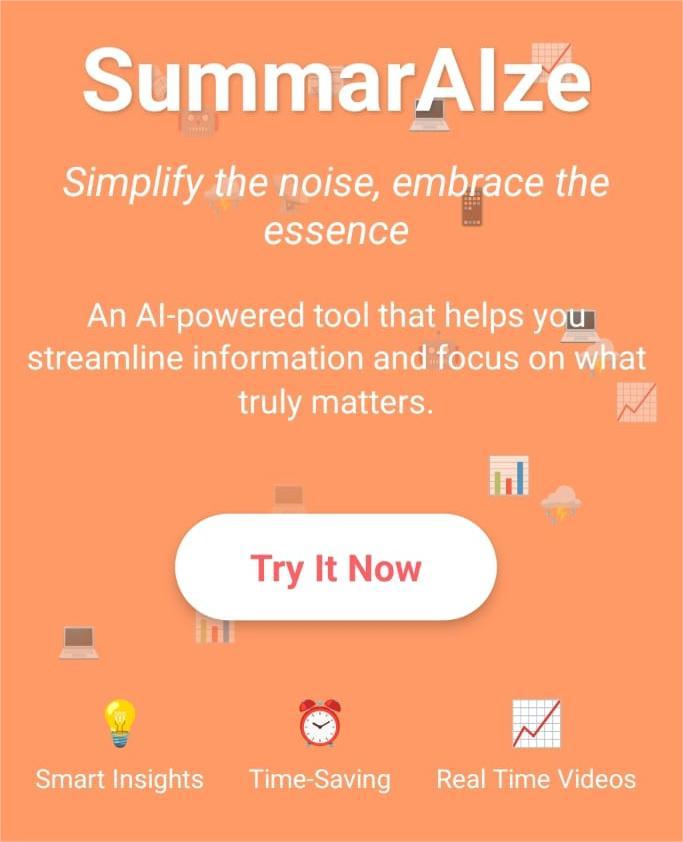 SummarAIze
Simplify the noise, embrace the
essence
An AI-powered tool that helps you
streamline information and focus on what
truly matters.
Try It Now
Smart Insights
Time-Saving
Real Time Videos